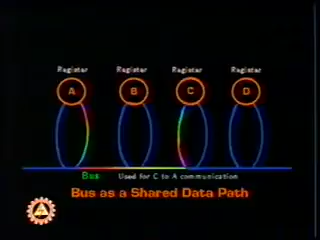 Register Register Register Register
A B C D
Bus Used for C to A communication
Bus as a Shared Data Path